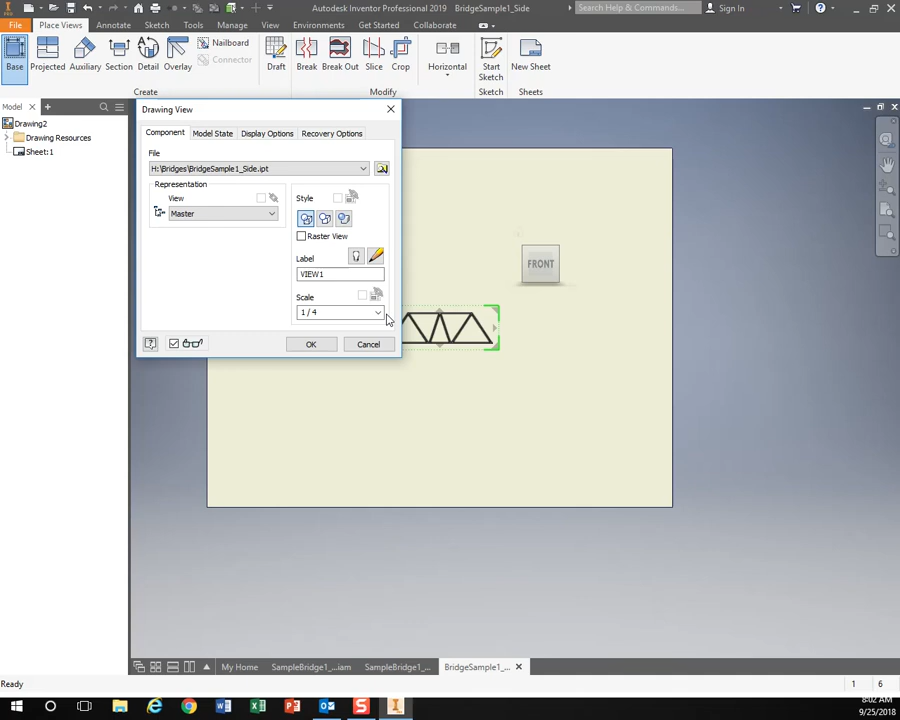 Autodesk Inventor Professional 2019   BridgeSample1_Side
Search Help & Commands...
Sign In
File Place Views Annotate Sketch Tools Manage View Environments Get Started Collaborate
Base Projected Auxiliary Section Detail Overlay
Nailboard
Connector
Draft Break Break Out Slice Crop Horizontal
Start
Sketch
New Sheet
Create Modify Sketch Sheets
Model
Drawing2
Drawing Resources
Sheet:1
Drawing View
Component Model State Display Options Recovery Options
File
H:\Bridges\BridgeSample1_Side.ipt
Representation
View
Master
Style
Raster View
Label
VIEW1
Scale
1 / 4
OK Cancel
FRONT
My Home SampleBridge1_...iam SampleBridge1_... BridgeSample1_...
Ready
1 6
8:02 AM
9/25/2018